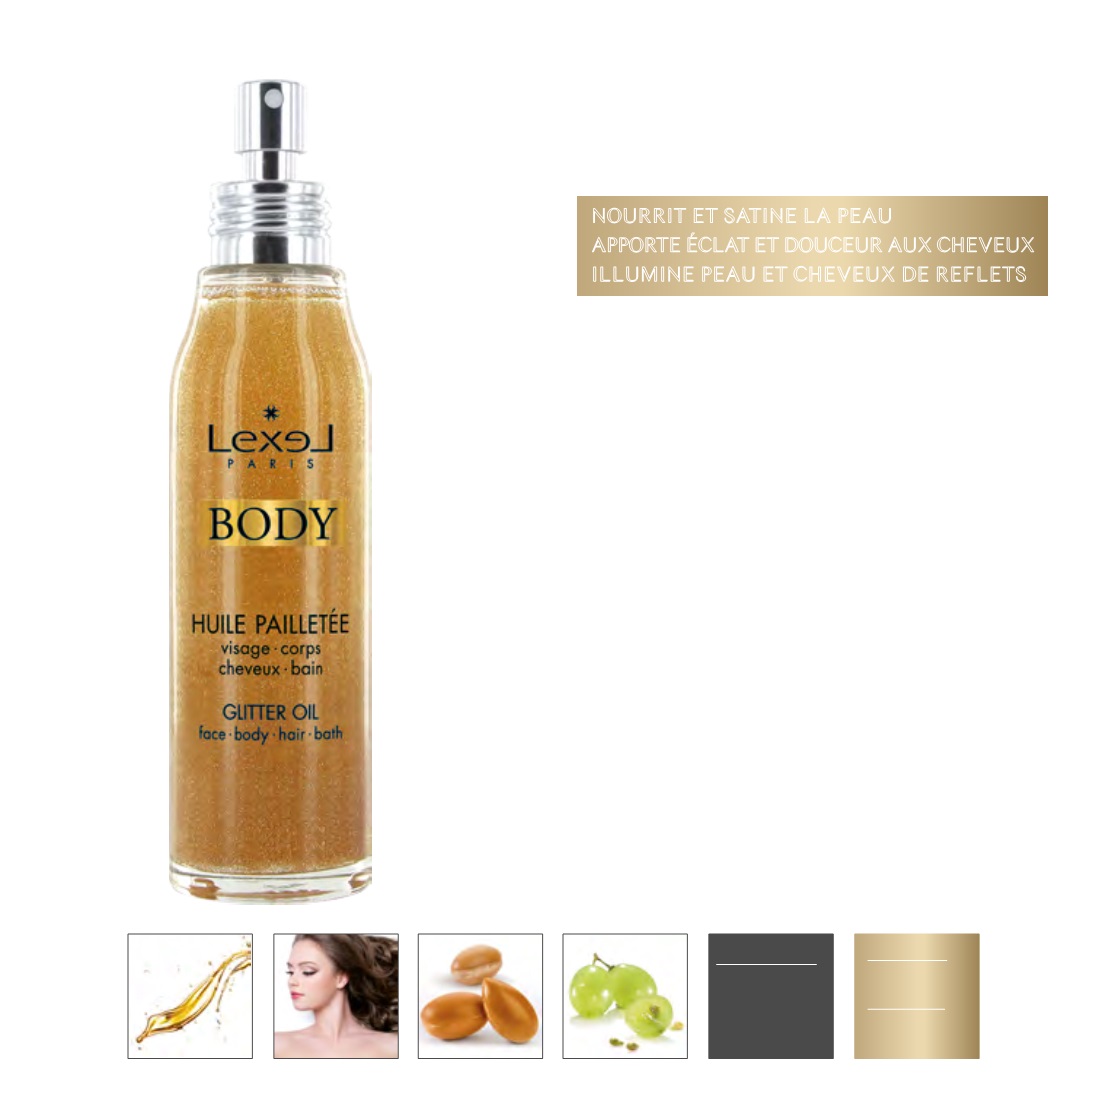 LexeL
PARIS
BODY
HUILE PAILLETÉE
visage · corps
cheveux · bain
GLITTER OIL
face · body · hair · bath
NOURRIT ET SATINE LA PEAU
APPORTE ÉCLAT ET DOUCEUR AUX CHEVEUX
ILLUMINE PEAU ET CHEVEUX DE REFLETS